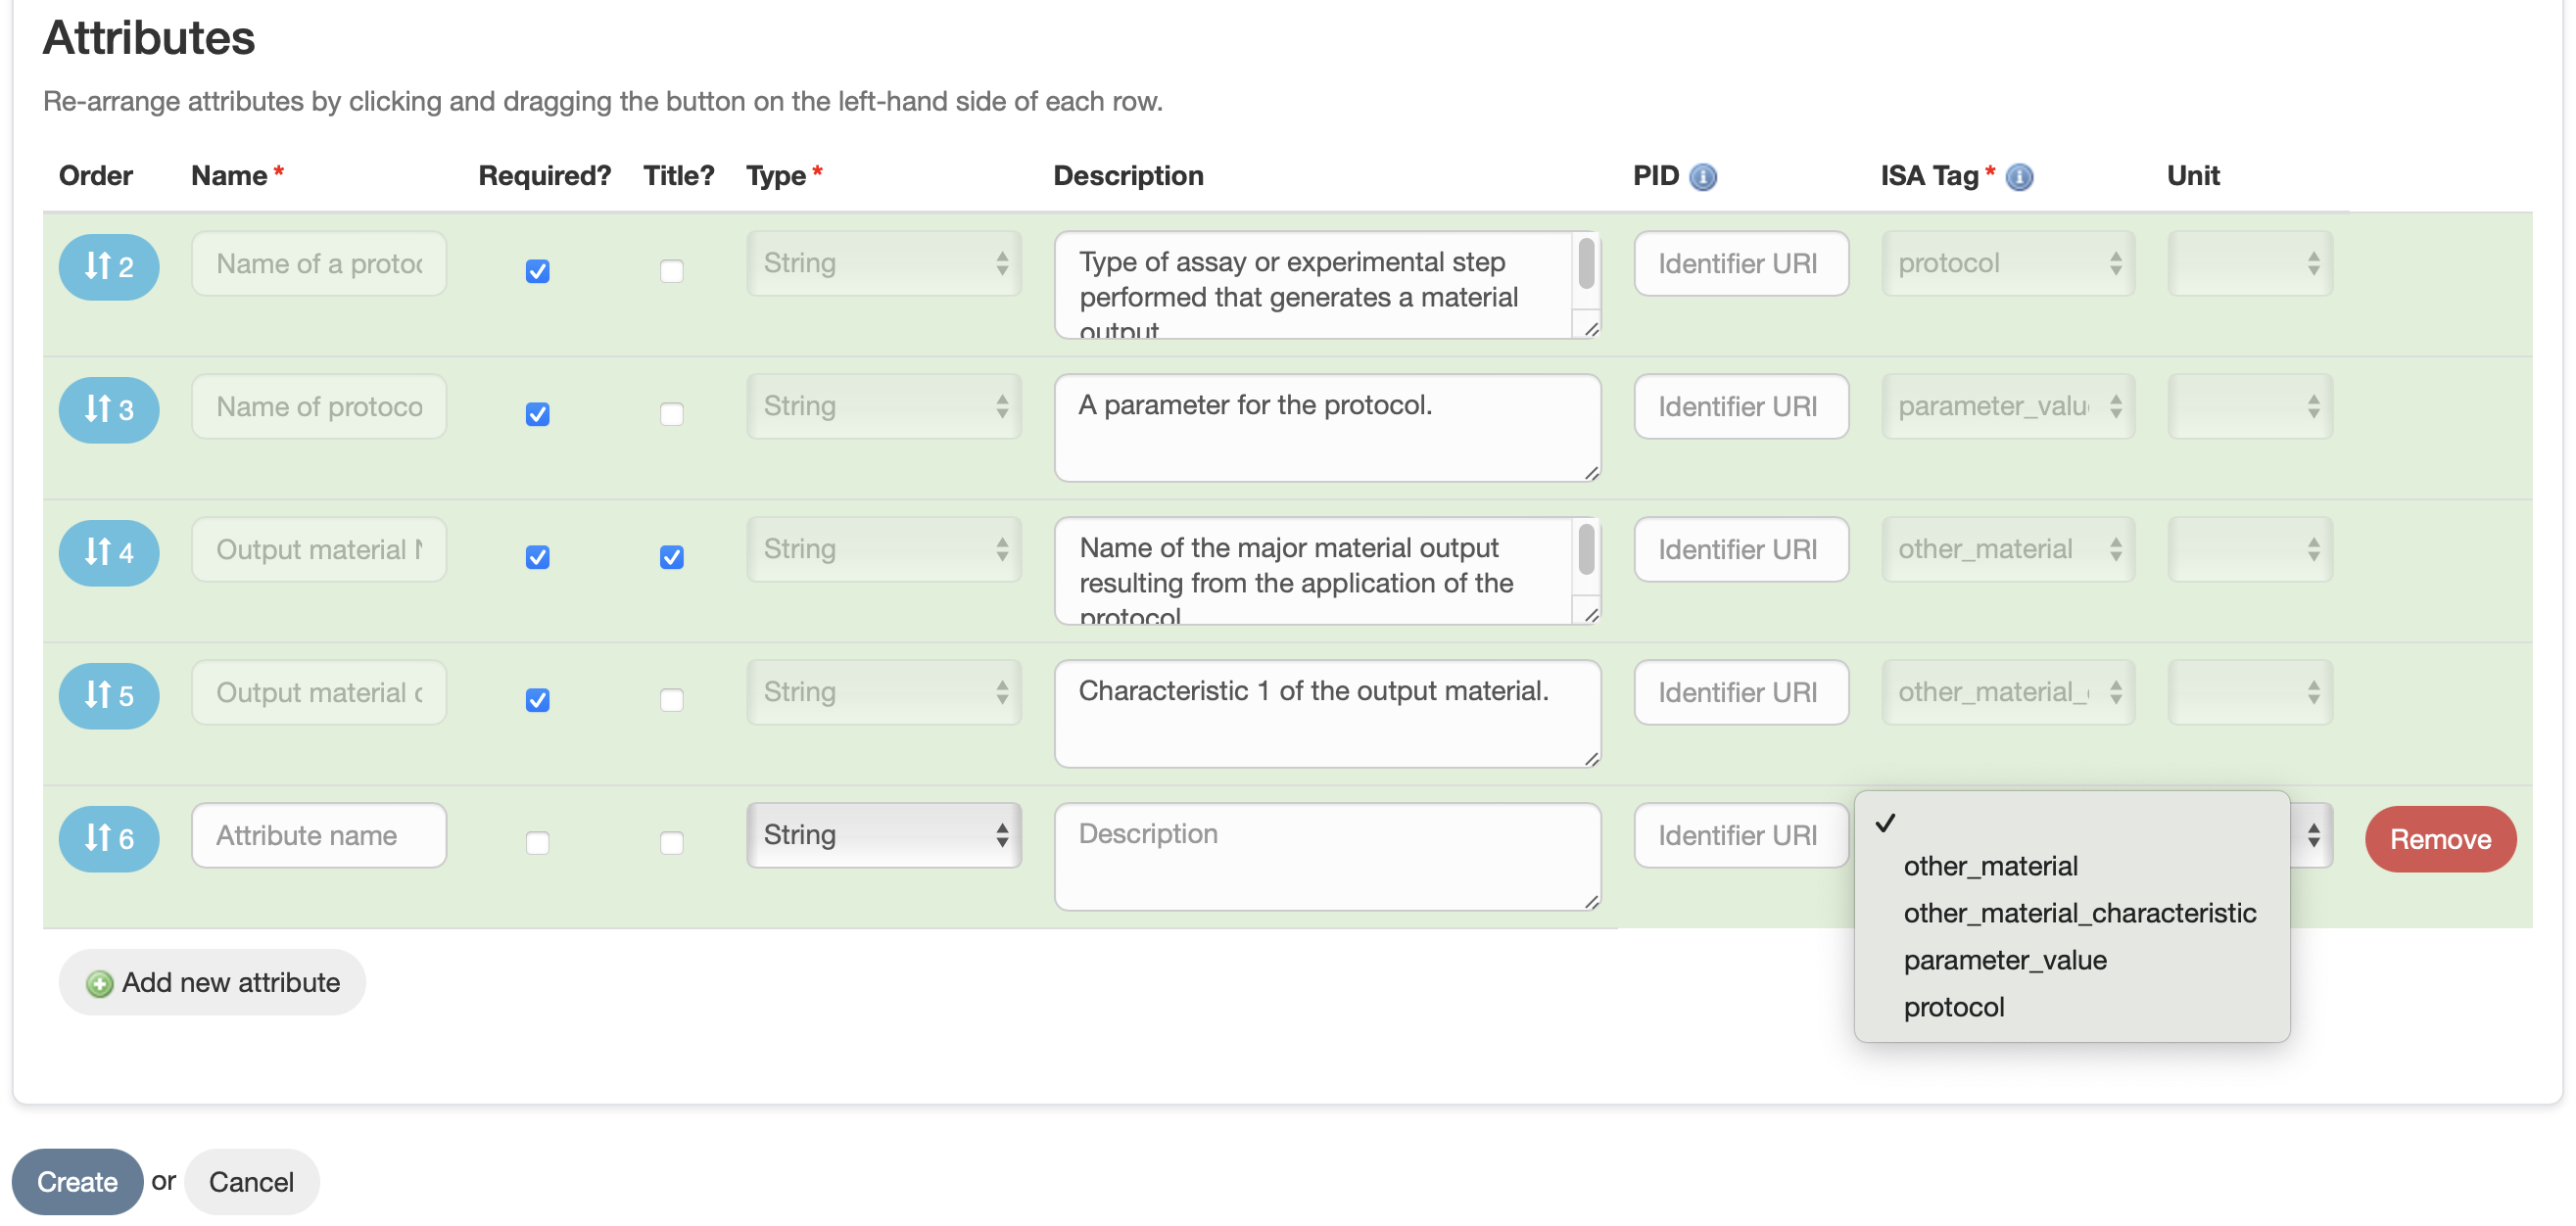 Attributes
Re-arrange attributes by clicking and dragging the button on the left-hand side of each row.
Order Name * Required? Title? Type * Description PID ISA Tag * Unit
2 Name of a protoc String Type of assay or experimental step performed that generates a material output Identifier URI protocol
3 Name of protoco String A parameter for the protocol. Identifier URI parameter_valu
4 Output material N String Name of the major material output resulting from the application of the protocol Identifier URI other_material
5 Output material c String Characteristic 1 of the output material. Identifier URI other_material_
6 Attribute name String Description Identifier URI Remove
other_material
other_material_characteristic
parameter_value
protocol
Add new attribute
Create or Cancel